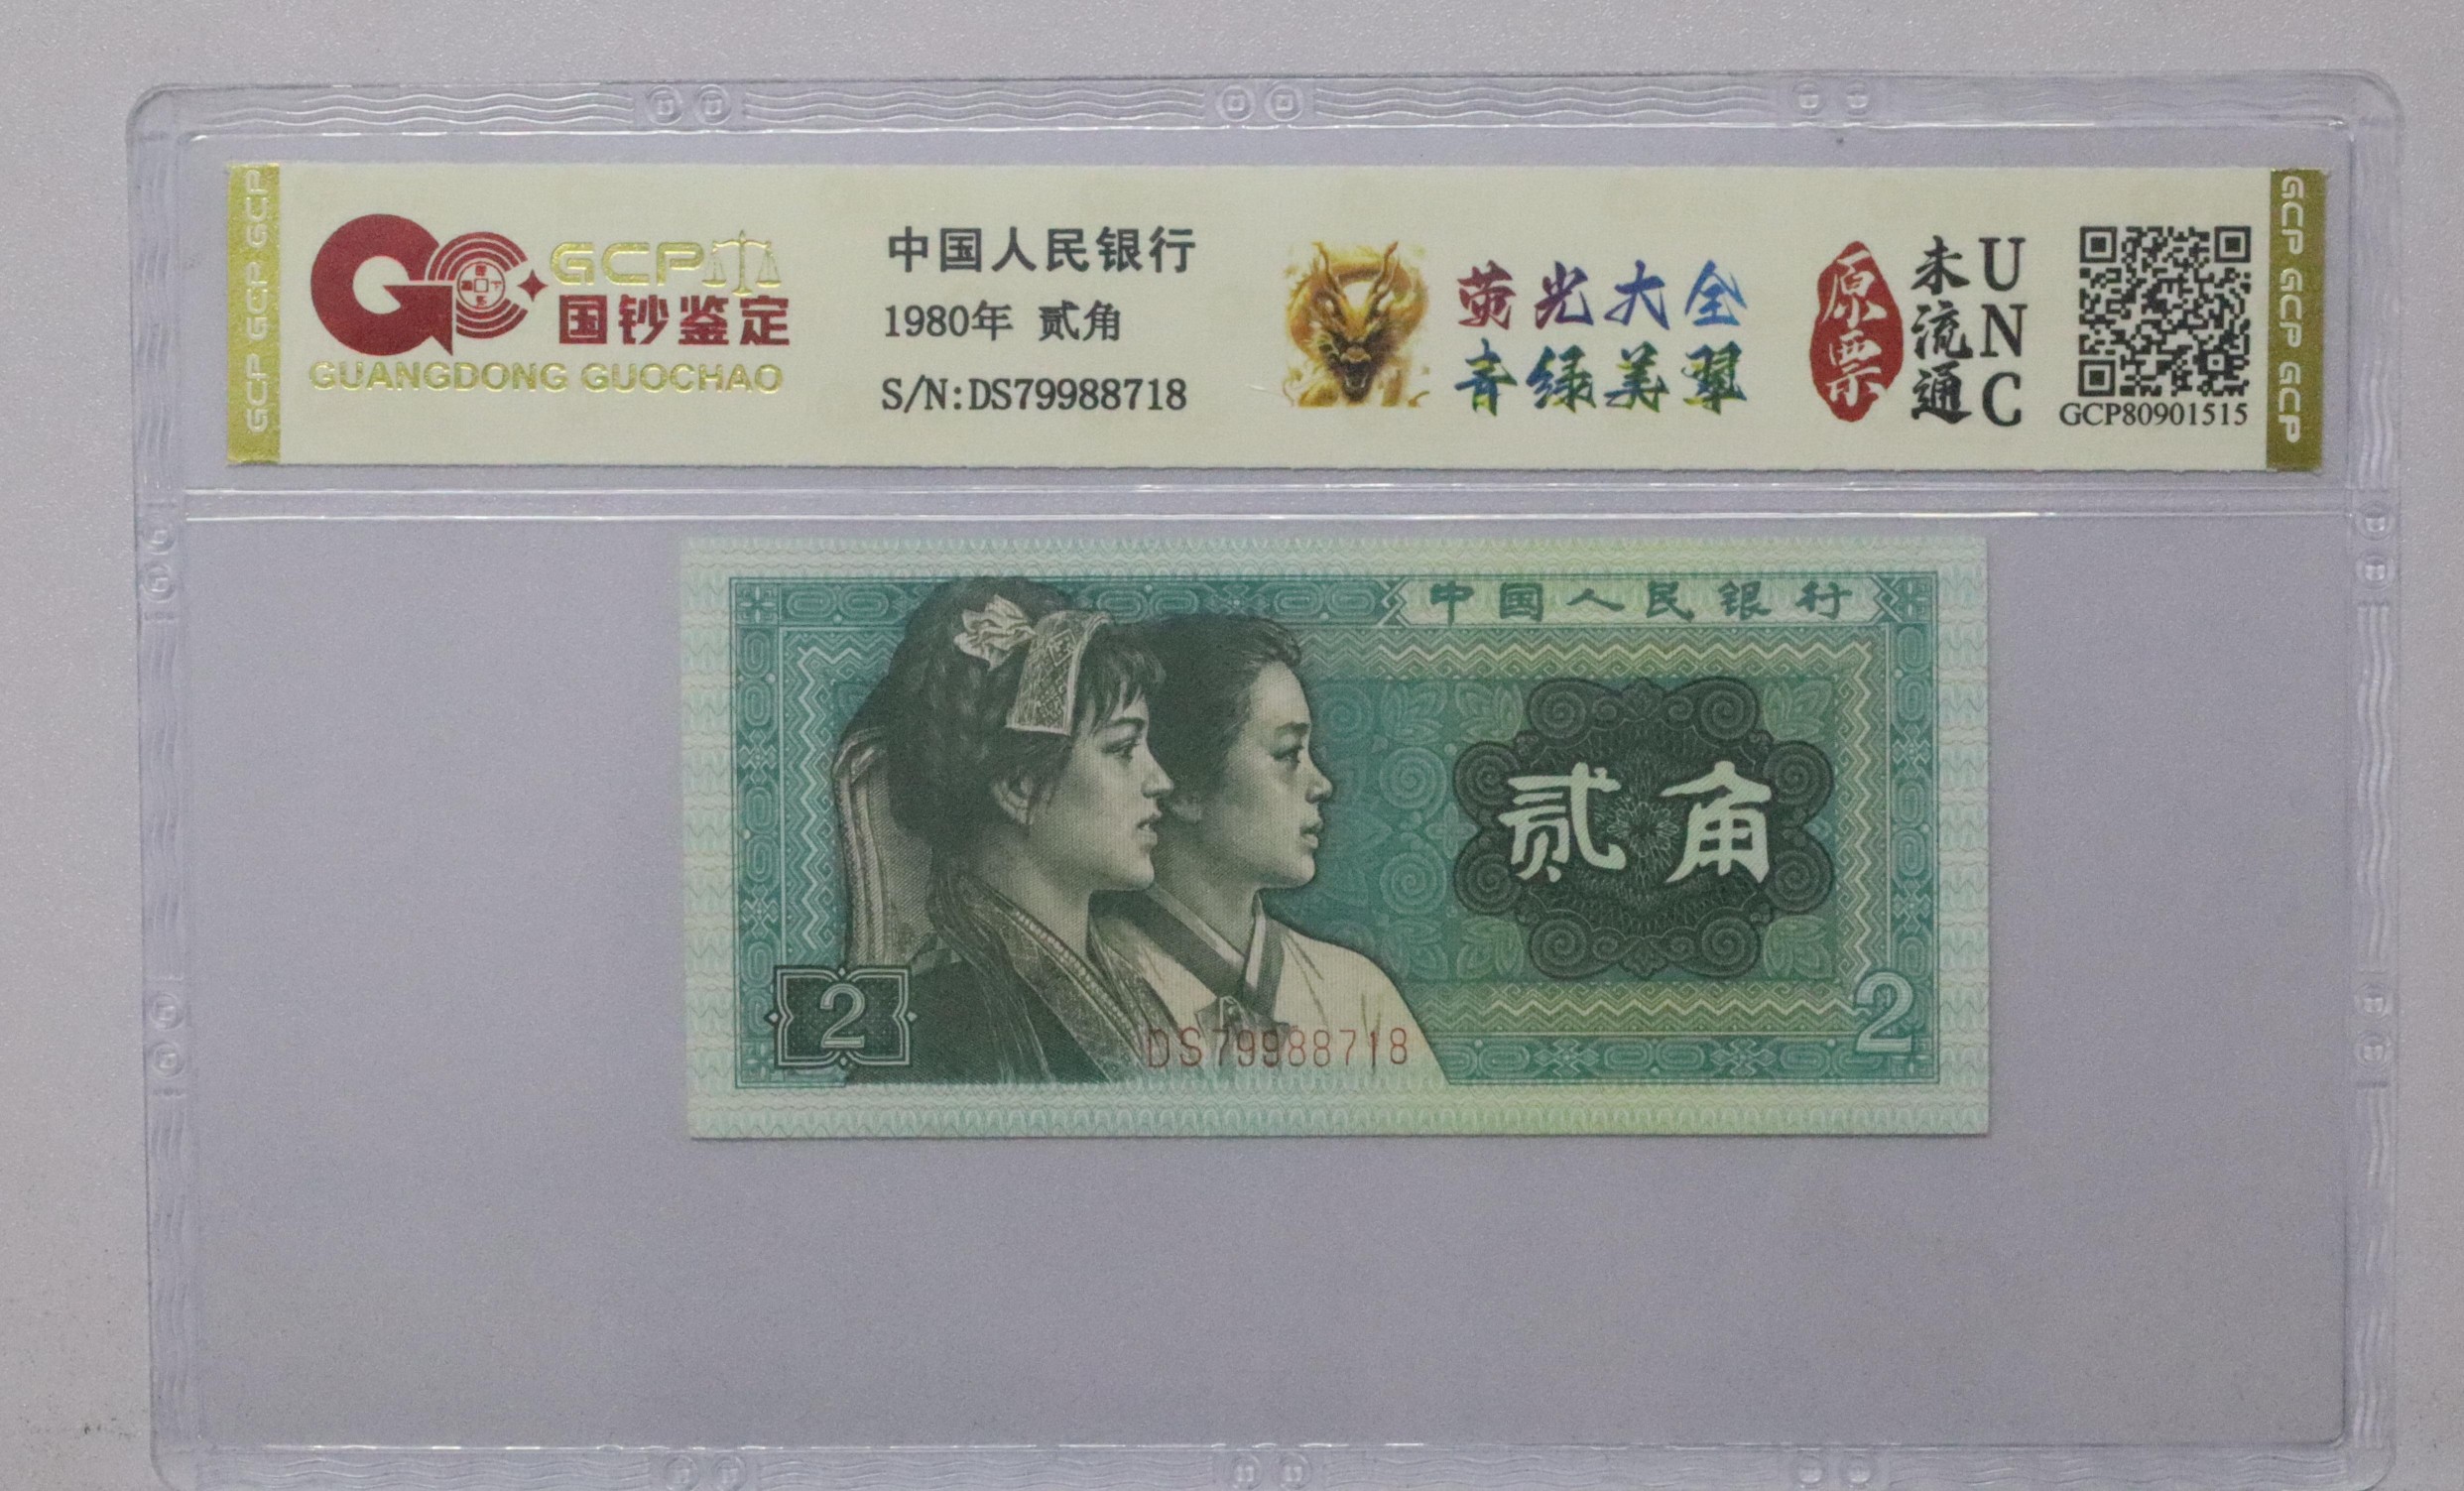 GCP GCP GCP
GCP
国钞鉴定
GUANGDONG GUOCHAO
中国人民银行
1980年 贰角
S/N:DS79988718
荧光大全
青绿美翠
原票
未流通
UNC
GCP80901515
GCP GCP GCP
中国人民银行
贰角
2
2
DS79988718